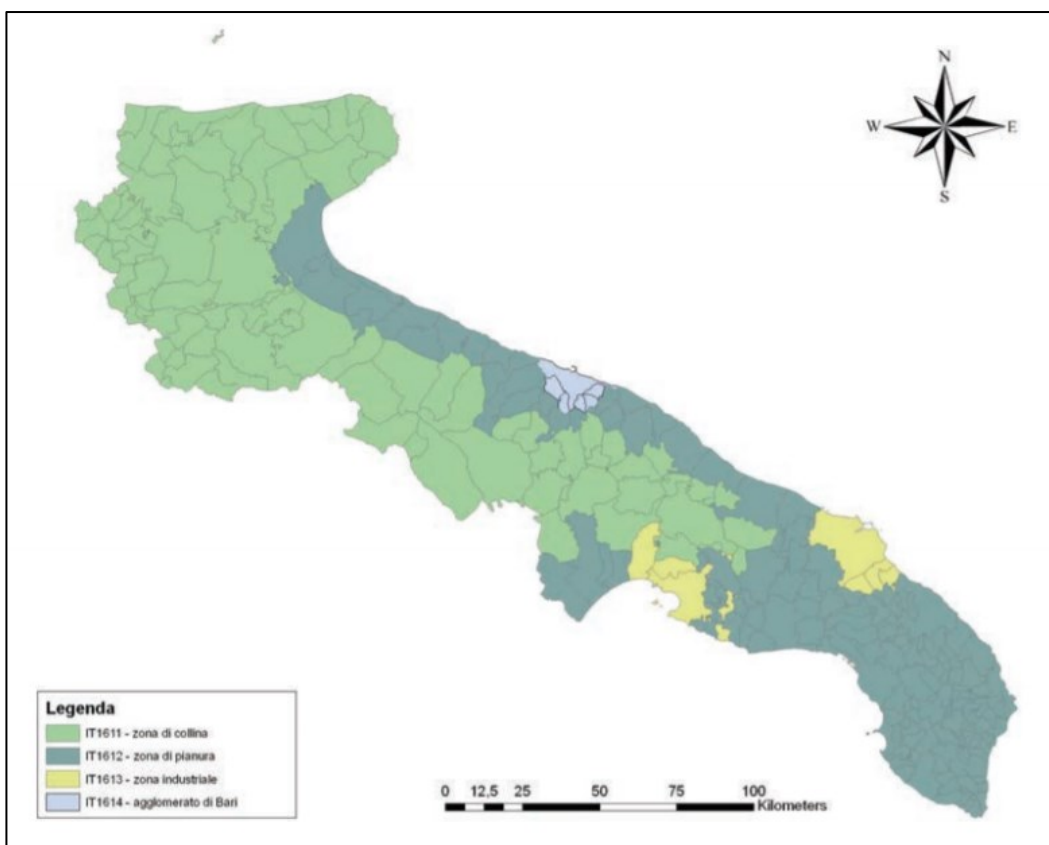 N
W E
S
Legenda
IT1611 - zona di collina
IT1612 - zona di pianura
IT1613 - zona industriale
IT1614 - agglomerato di Bari
0 12,5 25 50 75 100
Kilometers